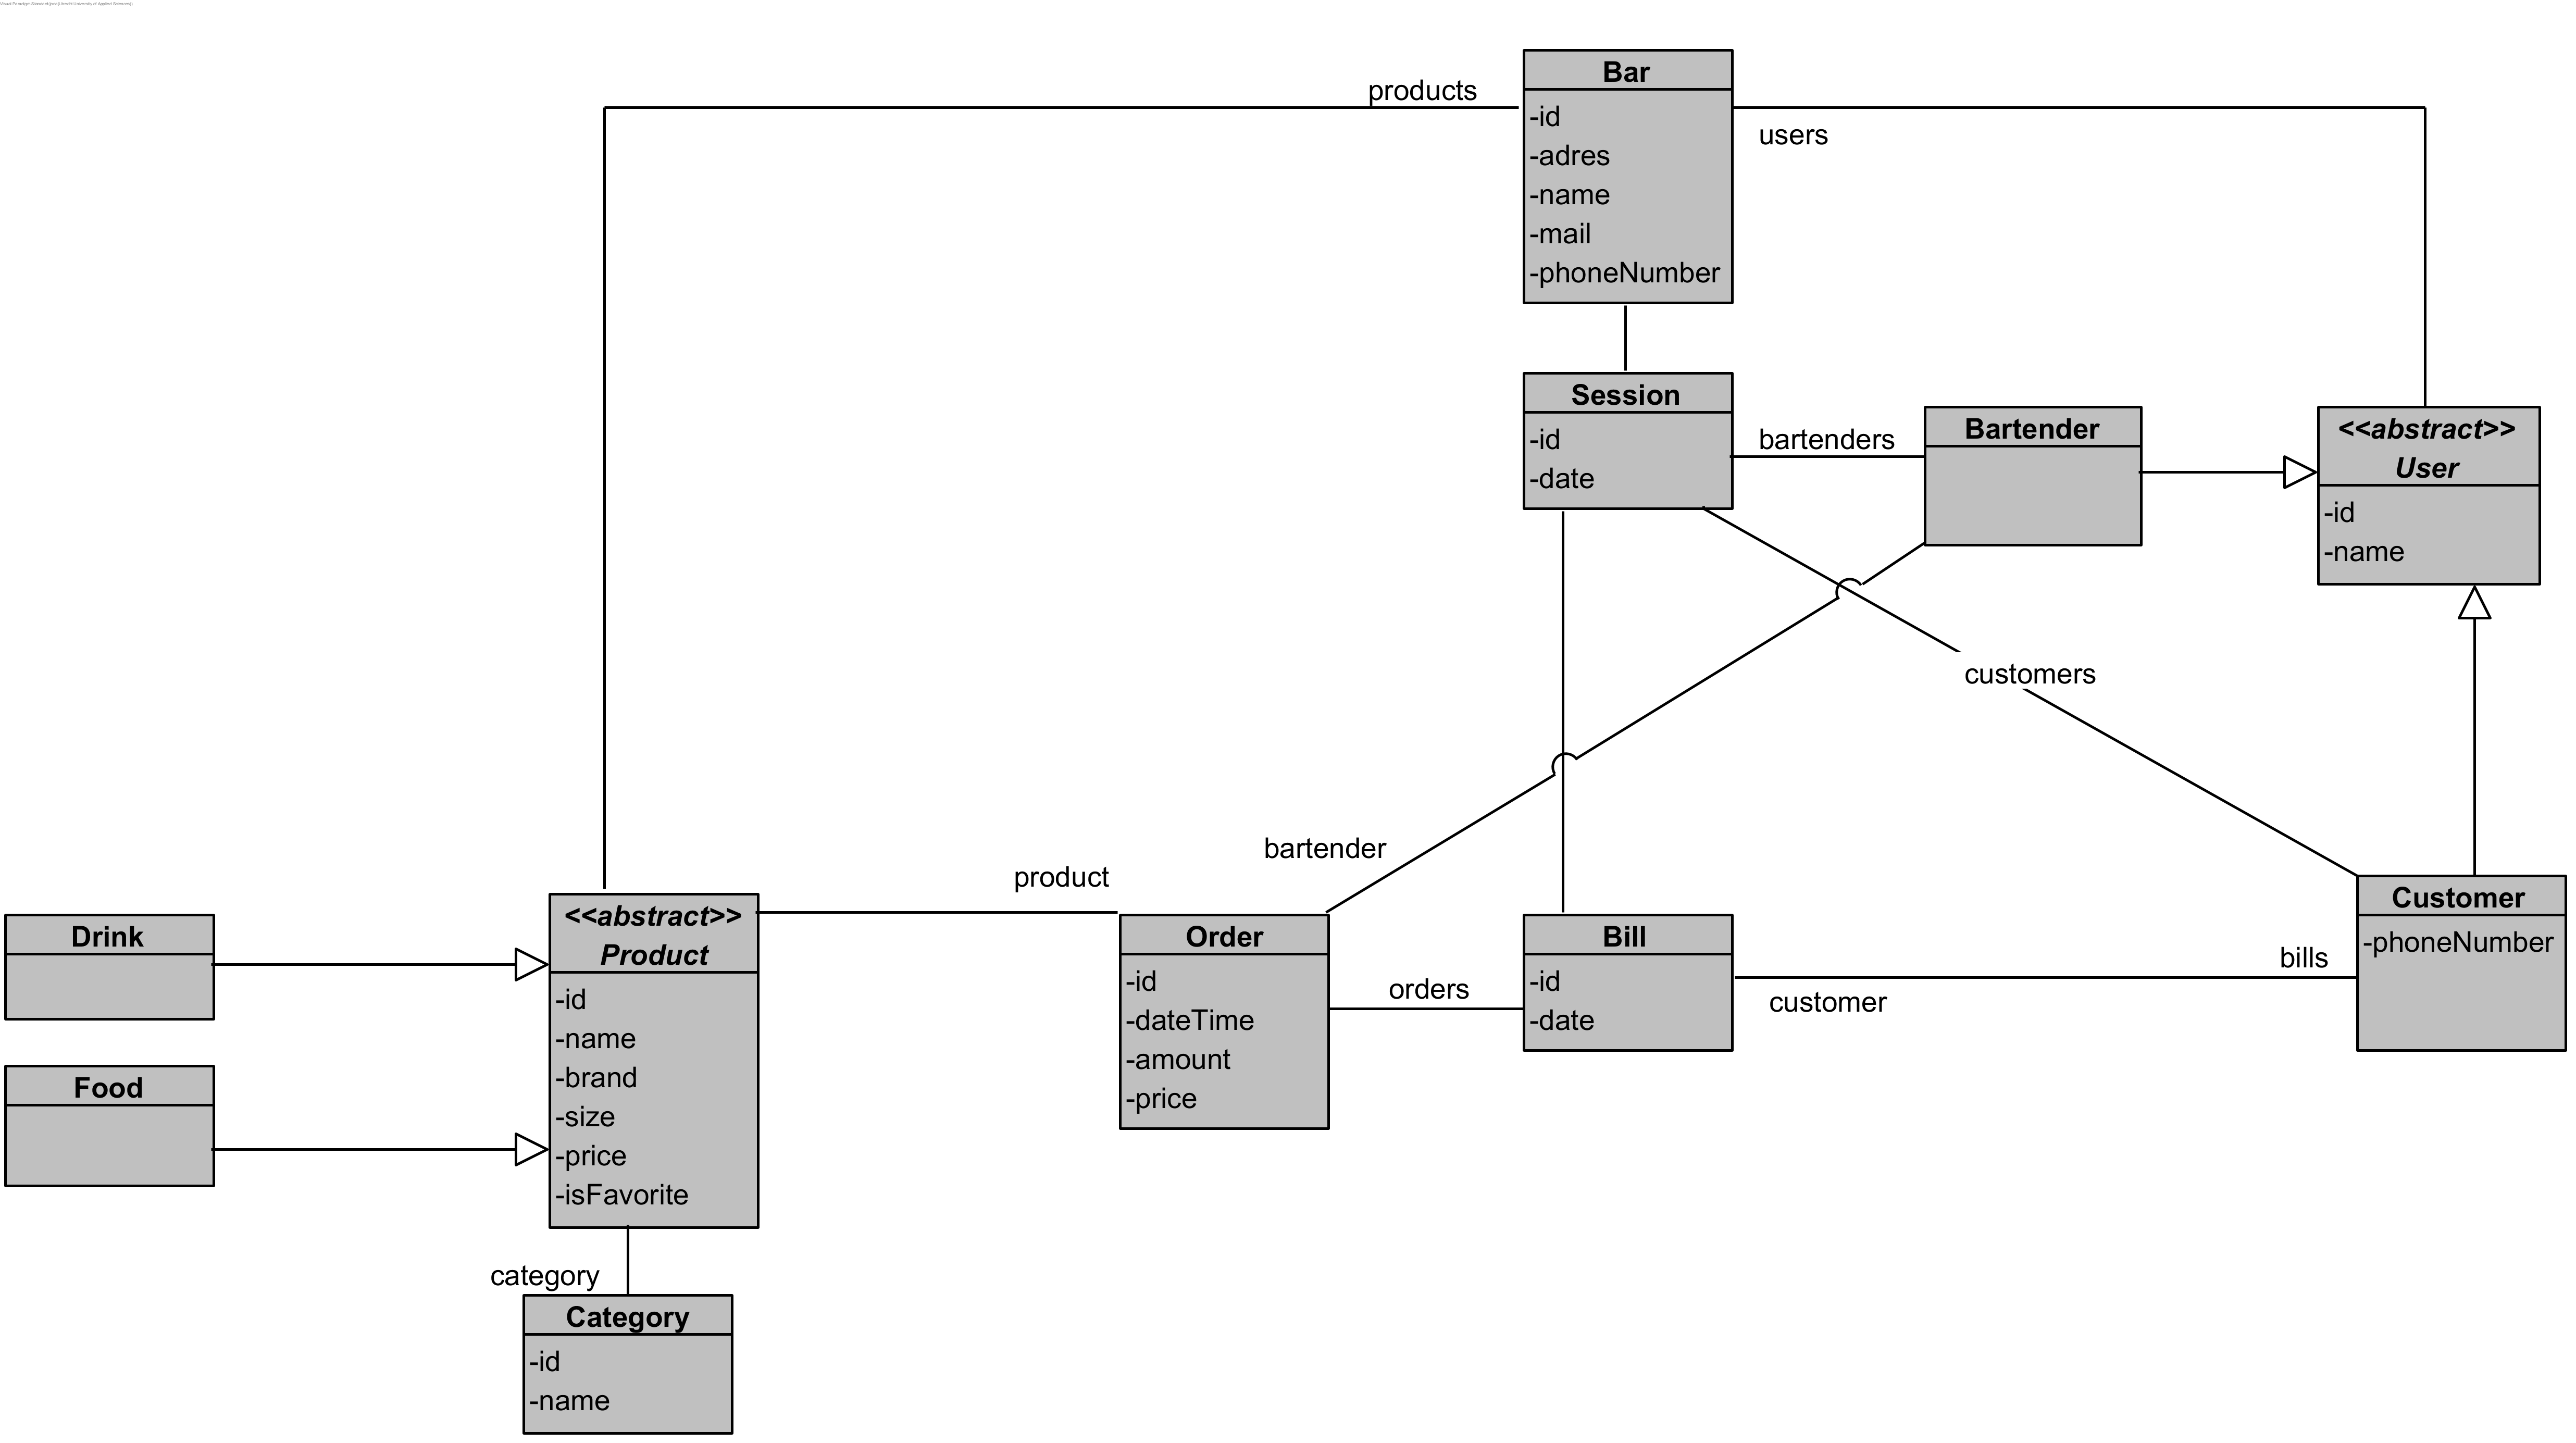 Visual Paradigm Standard(joost(Utrecht University of Applied Sciences))
Bar
-id
-adres
-name
-mail
-phoneNumber
products
users
Session
-id
-date
bartenders
Bartender
<<abstract>>
User
-id
-name
customers
bartender
product
Drink
Food
<<abstract>>
Product
-id
-name
-brand
-size
-price
-isFavorite
category
Category
-id
-name
Order
-id
-dateTime
-amount
-price
orders
Bill
-id
-date
customer
bills
Customer
-phoneNumber